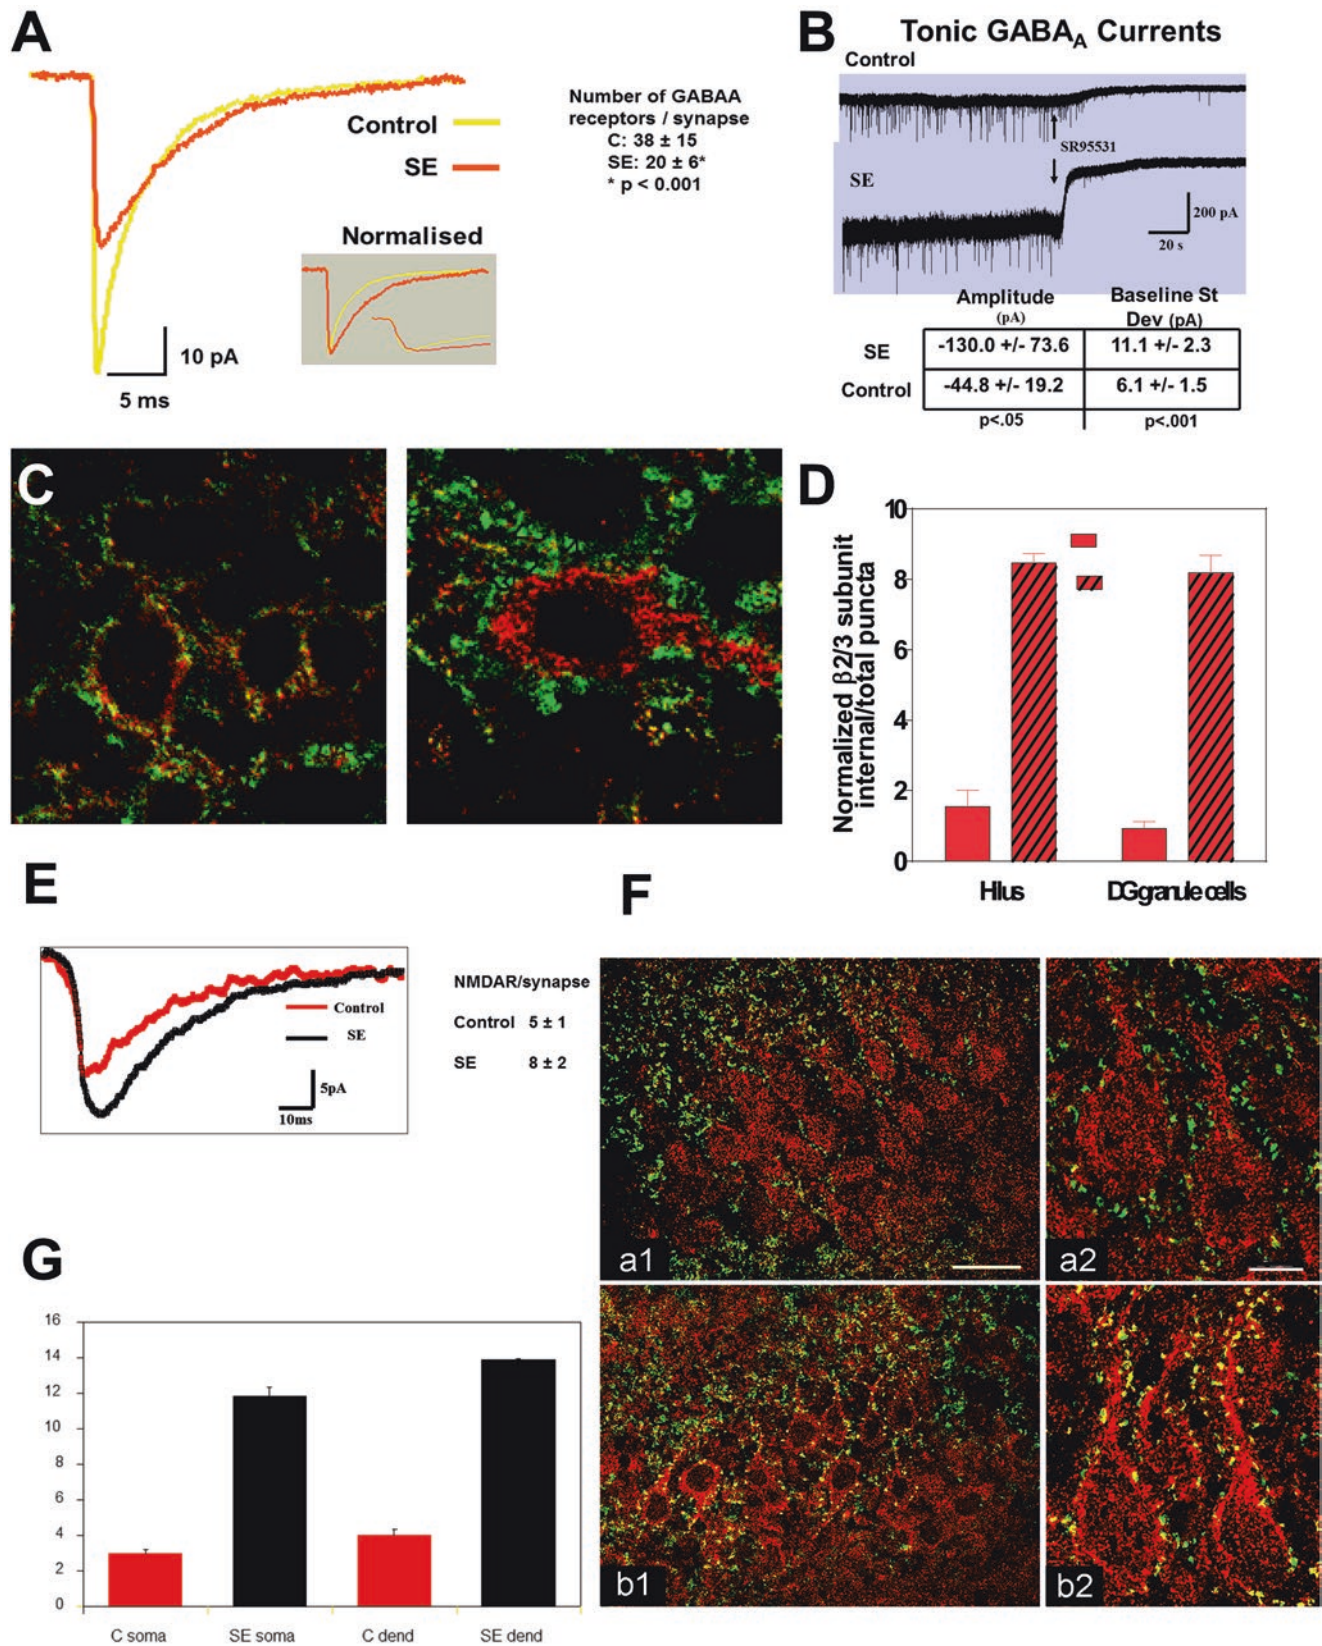 A
Control
SE
Number of GABAA
receptors / synapse
C: 38 ± 15
SE: 20 ± 6*
* p < 0.001
Normalised
10 pA
5 ms
B
Tonic GABAA Currents
Control
SR95531
SE
200 pA
20 s
Amplitude
(pA)
Baseline St
Dev (pA)
SE
-130.0 +/- 73.6
11.1 +/- 2.3
Control
-44.8 +/- 19.2
6.1 +/- 1.5
p<.05
p<.001
C
D
Normalized β2/3 subunit
internal/total puncta
10
8
6
4
2
0
Hilus
DG granule cells
E
Control
SE
5pA
10ms
NMDAR/synapse
Control 5 ± 1
SE 8 ± 2
F
a1
a2
b1
b2
G
16
14
12
10
8
6
4
2
0
C soma
SE soma
C dend
SE dend